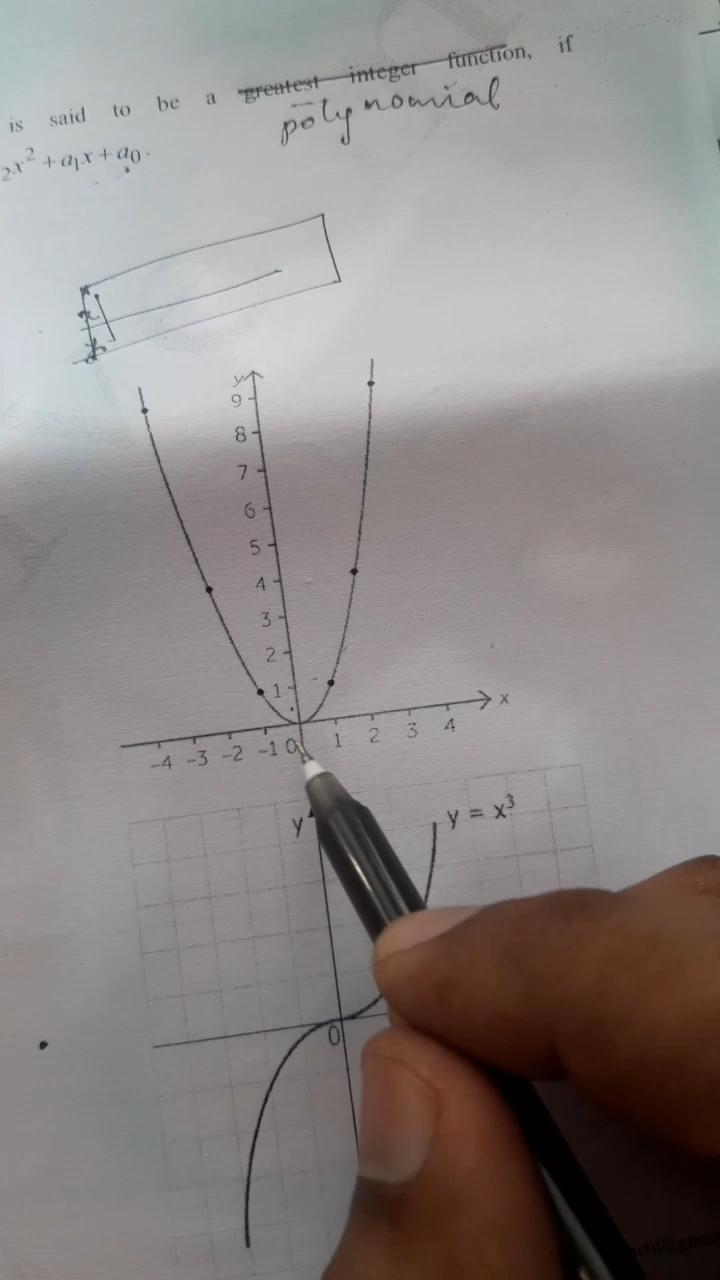 is said to be a greatest integer function, if
polynomial
2x² + a₁x + a₀.
y
9
8
7
6
5
4
3
2
1
-4 -3 -2 -1 0 1 2 3 4 x
y y = x³
0